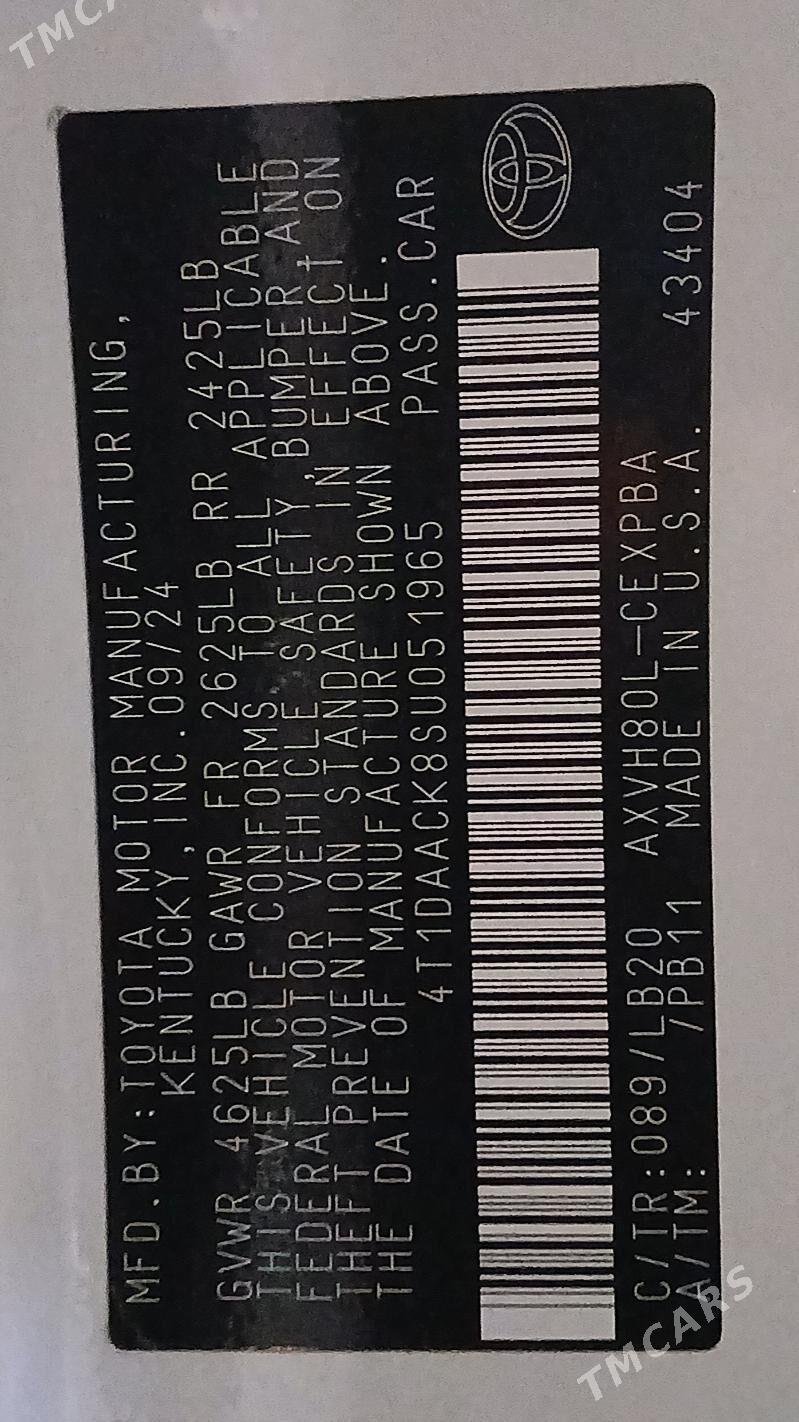 MFD.BY:TOYOTA MOTOR MANUFACTURING,
KENTUCKY,INC.09/24
GVWR 4625LB GAWR FR 2625LB RR 2425LB
THIS VEHICLE CONFORMS TO ALL APPLICABLE
FEDERAL MOTOR VEHICLE SAFETY,BUMPER AND
THEFT PREVENTION STANDARDS IN EFFECT ON
THE DATE OF MANUFACTURE SHOWN ABOVE.
4T1DAACK8SU051965 PASS.CAR
C/TR:089/LB20 AXVH80L-CEXPBA
A/TM: /PB11 MADE IN U.S.A. 43404
TMCARS